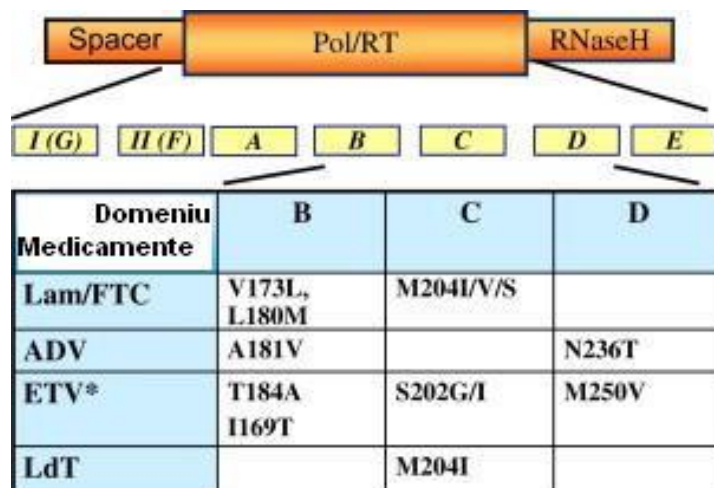 Spacer Pol/RT RNaseH
I (G) II (F) A B C D E
Domeniu B C D
Medicamente
Lam/FTC V173L, M204I/V/S
L180M
ADV A181V N236T
ETV* T184A S202G/I M250V
I169T
LdT M204I